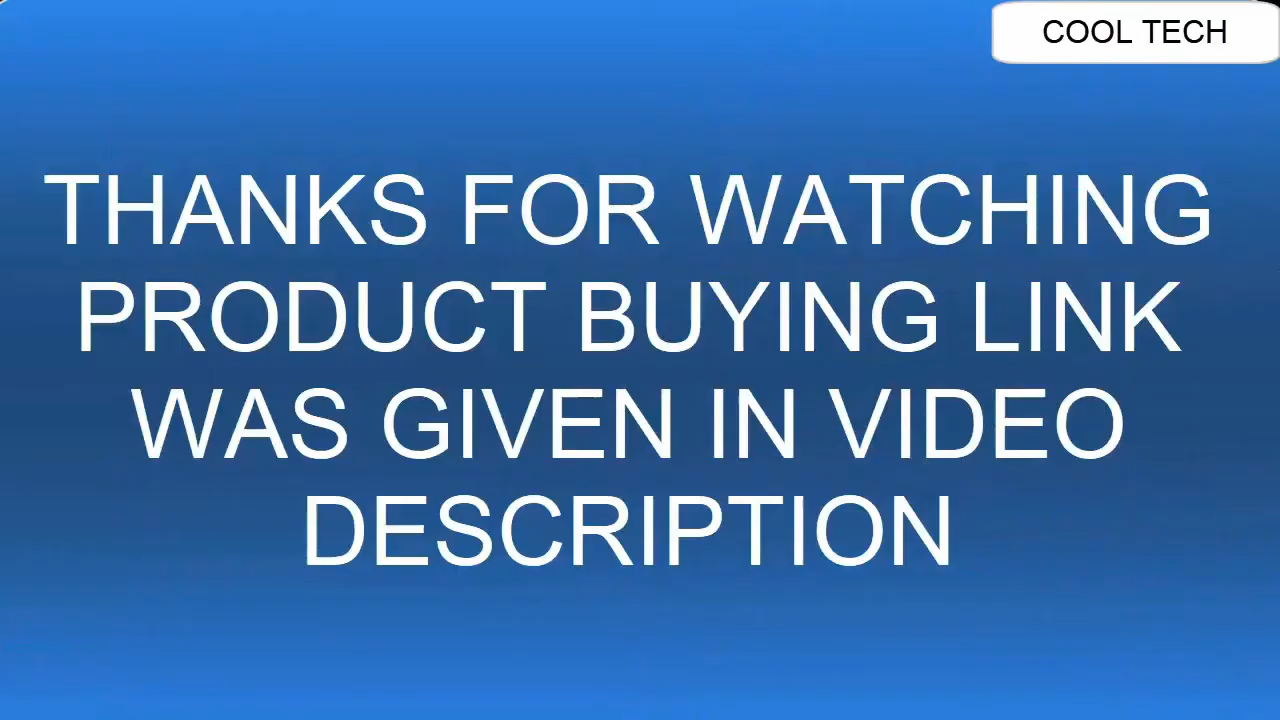 COOL TECH
THANKS FOR WATCHING
PRODUCT BUYING LINK
WAS GIVEN IN VIDEO
DESCRIPTION